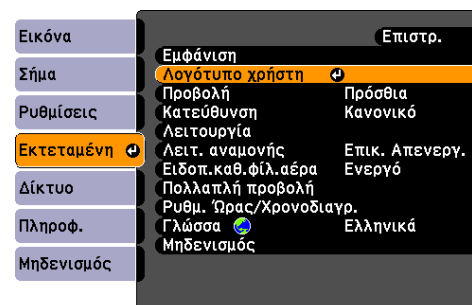 Εικόνα
Σήμα
Ρυθμίσεις
Εκτεταμένη
Δίκτυο
Πληροφ.
Μηδενισμός
Επιστρ.
Εμφάνιση
Λογότυπο χρήστη
Προβολή Πρόσθια
Κατεύθυνση Κανονικό
Λειτουργία
Λειτ. αναμονής Επικ. Απενεργ.
Ειδοπ.καθ.φίλ.αέρα Ενεργό
Πολλαπλή προβολή
Ρυθμ. Ώρας/Χρονοδιαγρ.
Γλώσσα Ελληνικά
Μηδενισμός